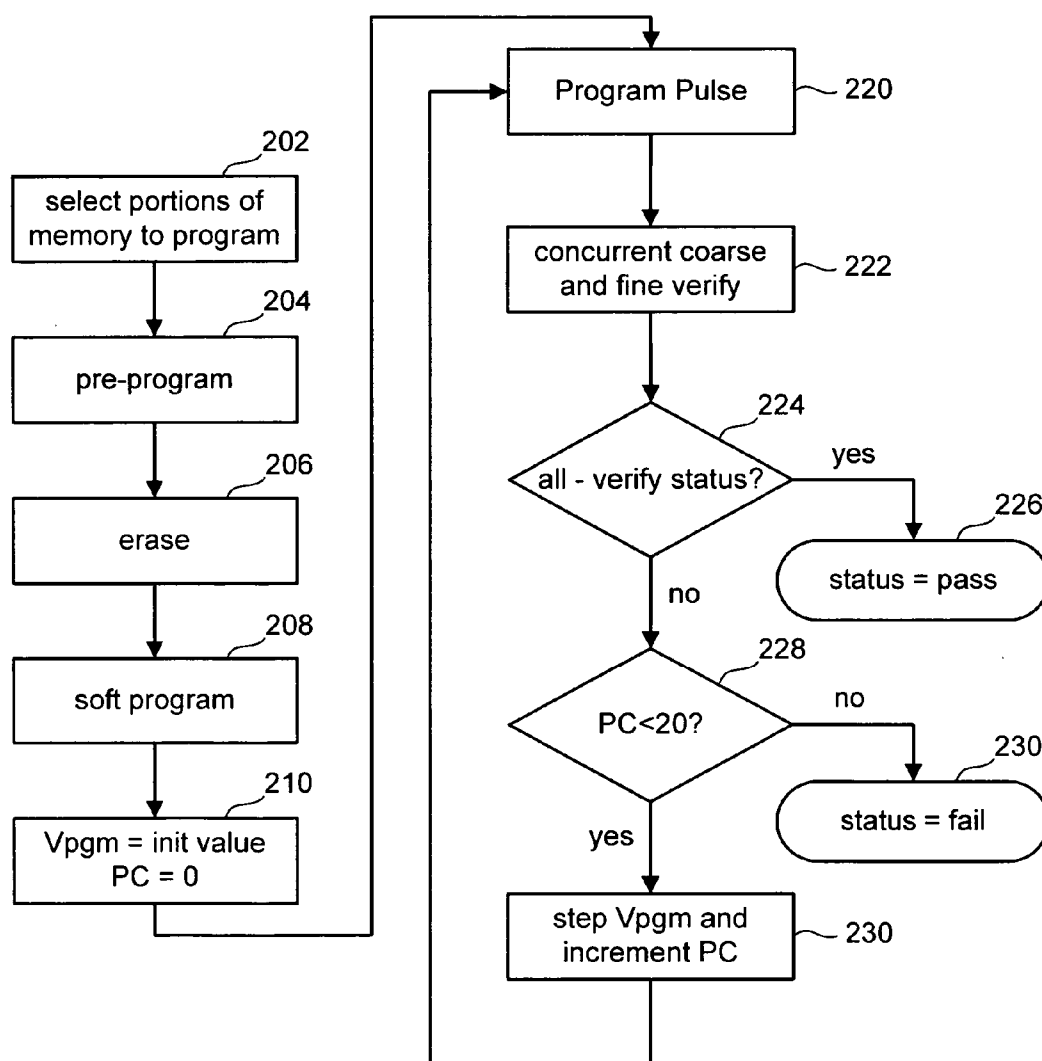 202
select portions of
memory to program
204
pre-program
206
erase
208
soft program
210
Vpgm = init value
PC = 0
Program Pulse
220
concurrent coarse
and fine verify
222
224
all - verify status?
yes
226
status = pass
no
228
PC<20?
no
230
status = fail
yes
step Vpgm and
increment PC
230